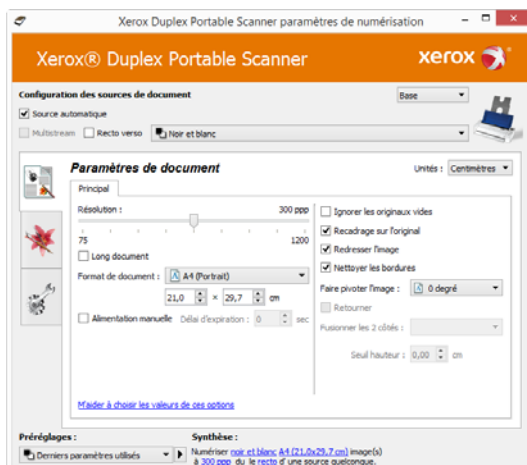 Xerox Duplex Portable Scanner paramètres de numérisation
Xerox® Duplex Portable Scanner
xerox
Configuration des sources de document
Base
Source automatique
Multistream
Recto verso
Noir et blanc
Paramètres de document
Unités :
Centimètres
Principal
Résolution :
300 ppp
75
1200
Long document
Format de document :
A4 (Portrait)
21,0 × 29,7 cm
Alimentation manuelle
Délai d'expiration :
0
sec
Ignorer les originaux vides
Recadrage sur l'original
Redresser l'image
Nettoyer les bordures
Faire pivoter l'image :
0 degré
Retourner
Fusionner les 2 côtés :
Seuil hauteur :
0,00
cm
M'aider à choisir les valeurs de ces options
Préréglages :
Derniers paramètres utilisés
Synthèse :
Numériser noir et blanc A4 (21.0x29.7 cm) image(s)
à 300 ppp du le recto d'une source quelconque.